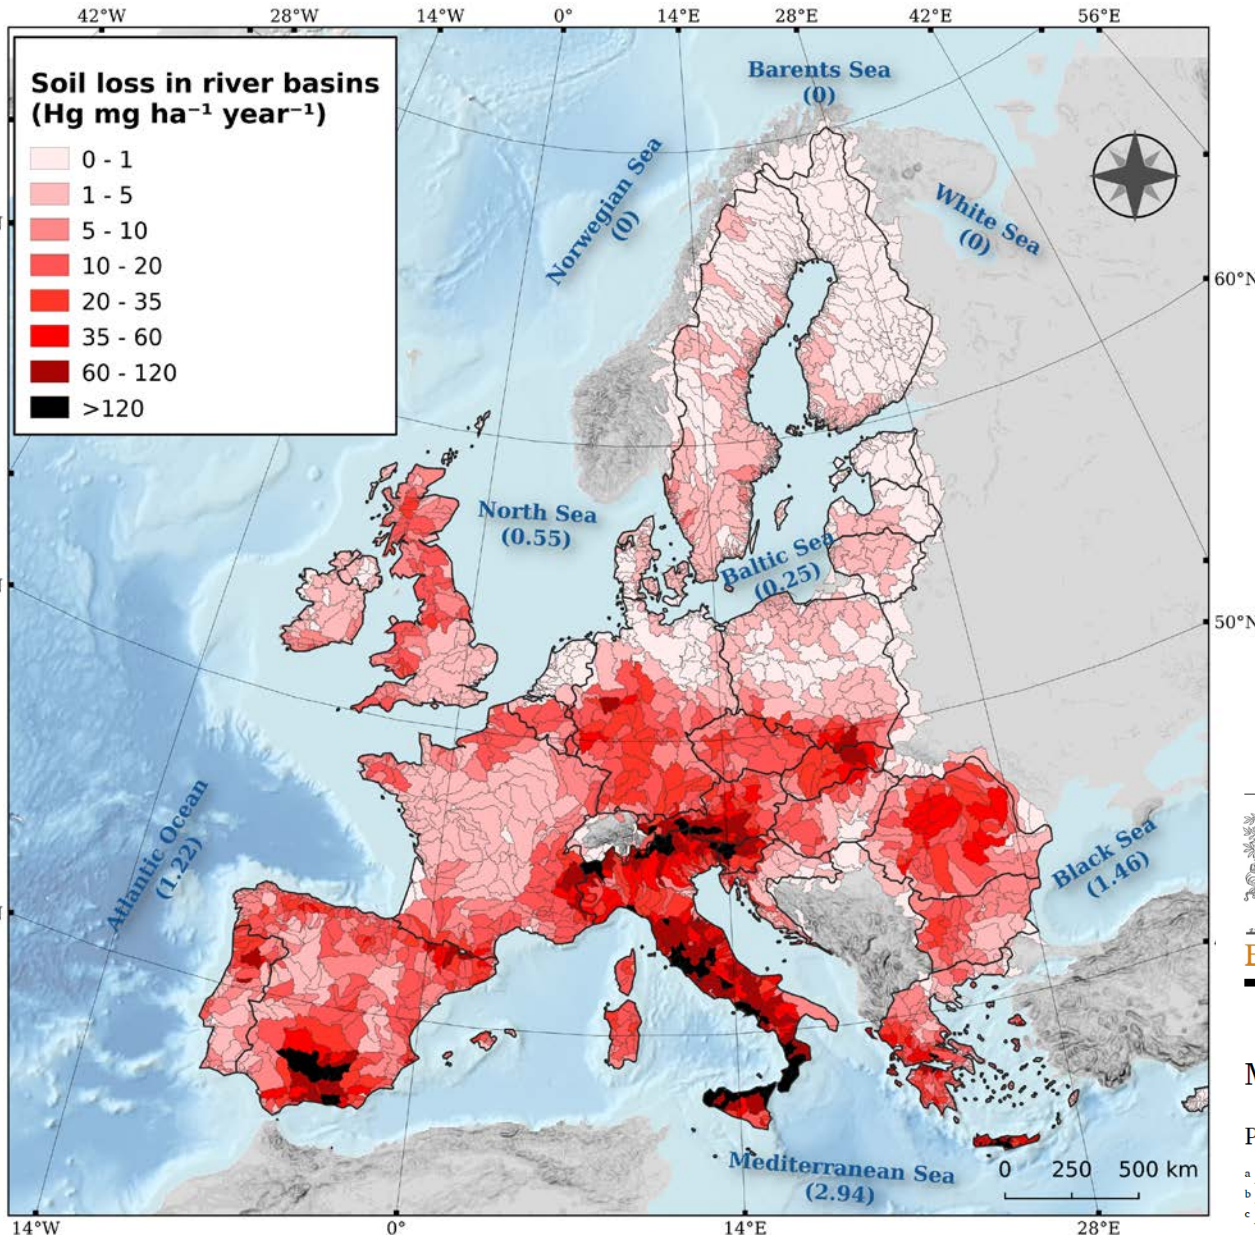 42°W
28°W
14°W
0°
14°E
28°E
42°E
56°E
Soil loss in river basins
(Hg mg ha⁻¹ year⁻¹)
0 - 1
1 - 5
5 - 10
10 - 20
20 - 35
35 - 60
60 - 120
>120
Barents Sea
(0)
Norwegian Sea
(0)
White Sea
(0)
60°N
North Sea
(0.55)
Baltic Sea
(0.25)
50°N
Atlantic Ocean
(1.22)
Black Sea
(1.46)
Mediterranean Sea
(2.94)
0
250
500 km
14°W
0°
14°E
28°E
E
M
P
a
b
c